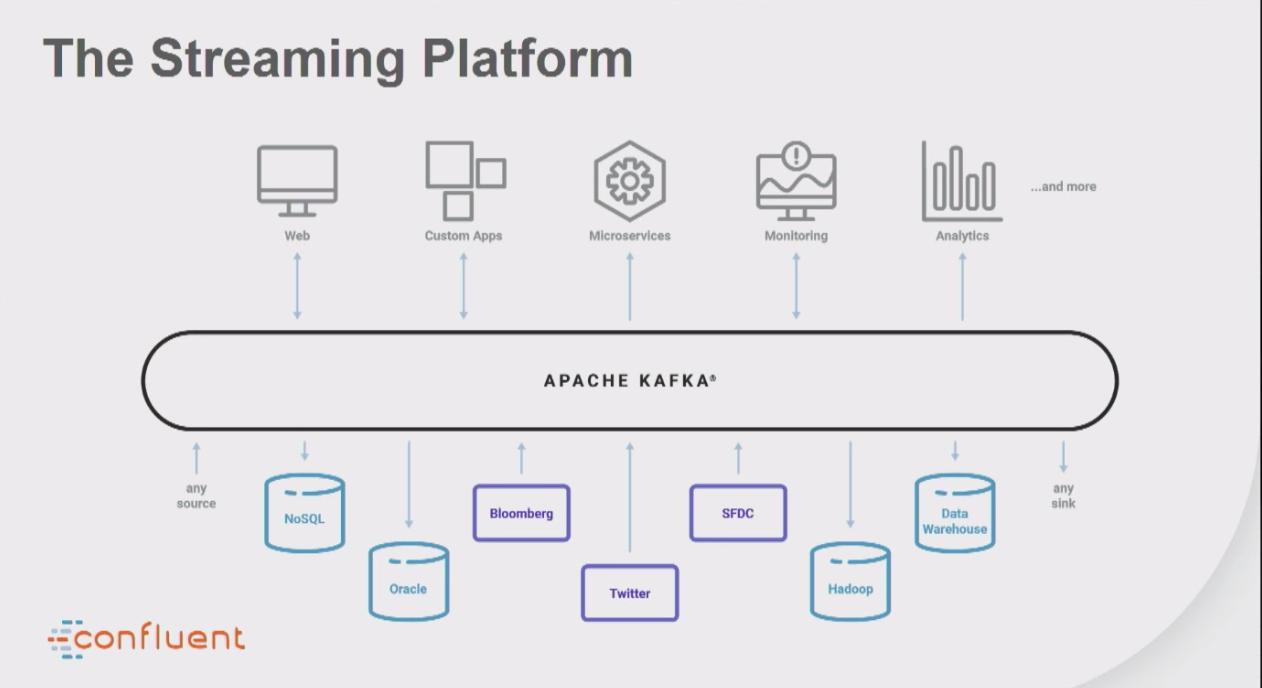 The Streaming Platform
Web
Custom Apps
Microservices
Monitoring
Analytics
...and more
APACHE KAFKA®
any
source
NoSQL
Oracle
Bloomberg
Twitter
SFDC
Hadoop
Data
Warehouse
any
sink
confluent